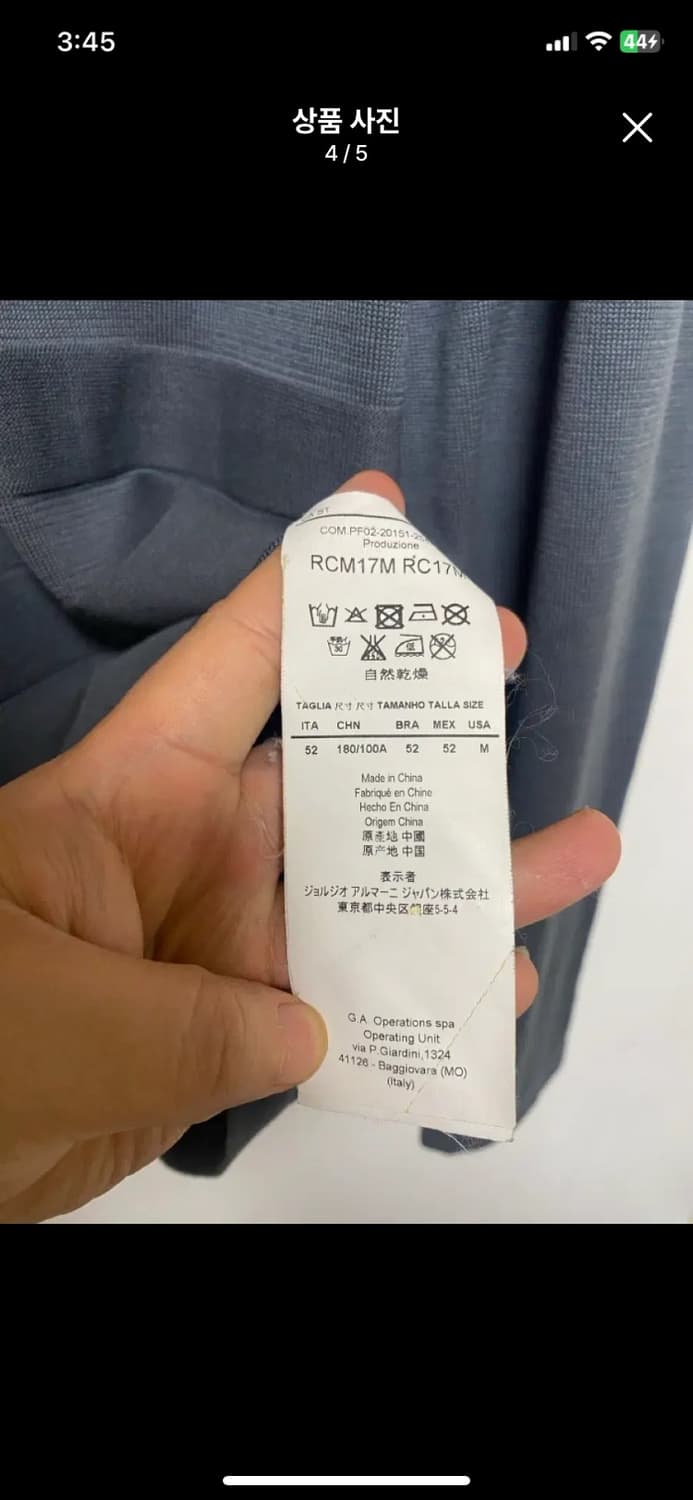 3:45
44
상품 사진
4 / 5
COM.PF02-20151-
Produzione
RCM17M RC17
自然乾燥
TAGLIA 尺寸 尺寸 TAMANHO TALLA SIZE
ITA CHN BRA MEX USA
52 180/100A 52 52 M
Made in China
Fabriqué en Chine
Hecho En China
Origem China
原產地 中國
原产地 中国
表示者
ジョルジオ アルマーニ ジャパン株式会社
東京都中央区銀座5-5-4
G.A. Operations spa
Operating Unit
via P.Giardini,1324
41126 - Baggiovara (MO)
(Italy)